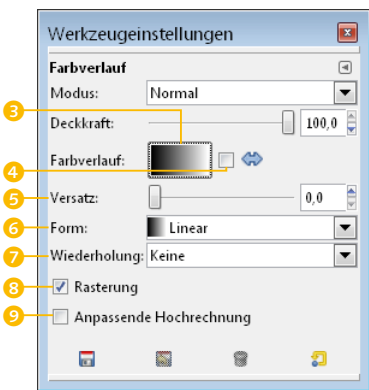 Werkzeugeinstellungen
Farbverlauf
Modus: Normal
3
Deckkraft: 100,0
Farbverlauf:
4
5 Versatz: 0,0
6 Form: Linear
7 Wiederholung: Keine
8 Rasterung
9 Anpassende Hochrechnung